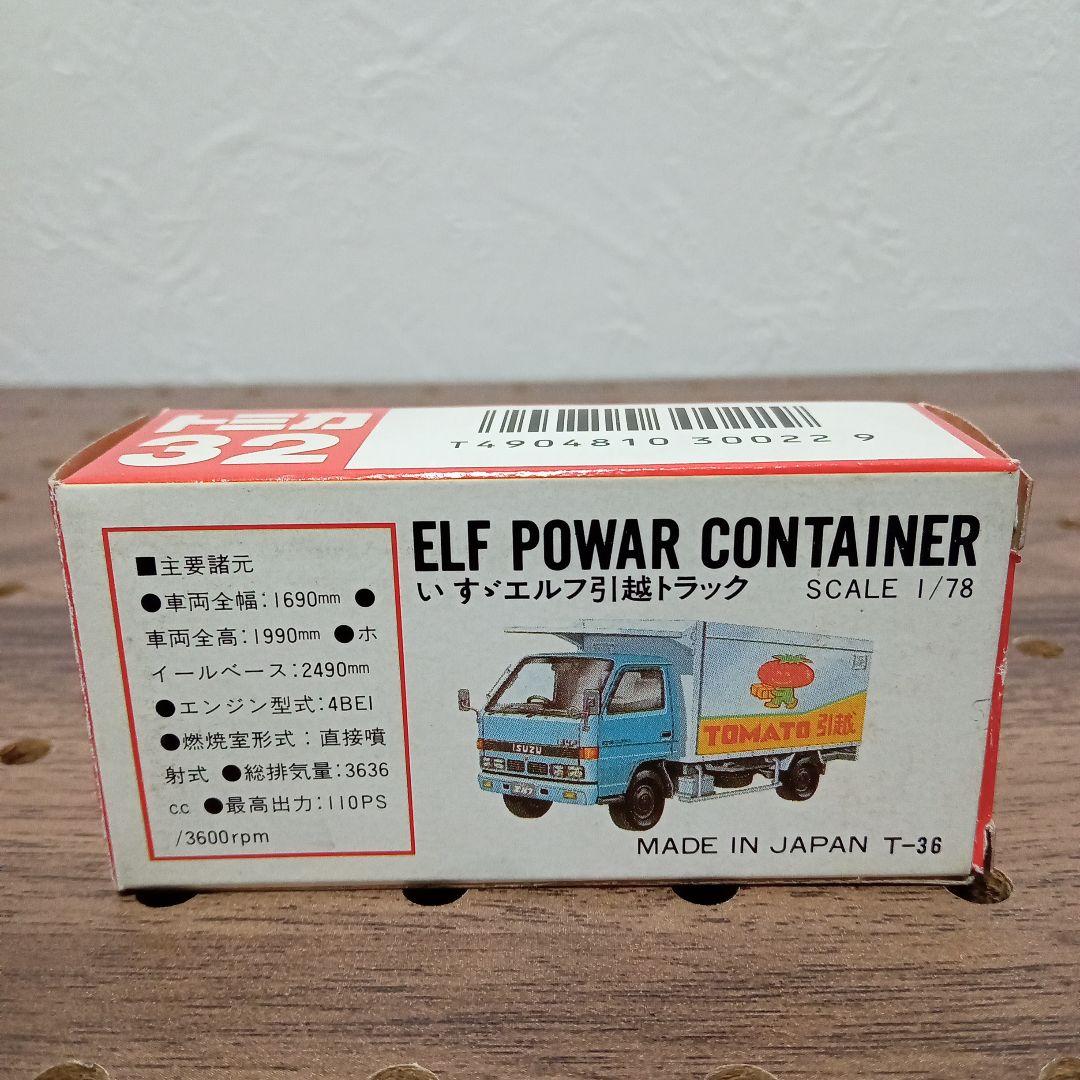 トミカ
32
T4904810 300229
ELF POWAR CONTAINER
いすゞエルフ引越トラック SCALE 1/78
■主要諸元
●車両全幅:1690mm ●
車両全高:1990mm ●ホ
イールベース:2490mm
●エンジン型式:4BE1
●燃焼室形式:直接噴
射式 ●総排気量:3636
cc ●最高出力:110PS
/3600rpm
ISUZU
エルフ
TOMATO 引越
MADE IN JAPAN T-36